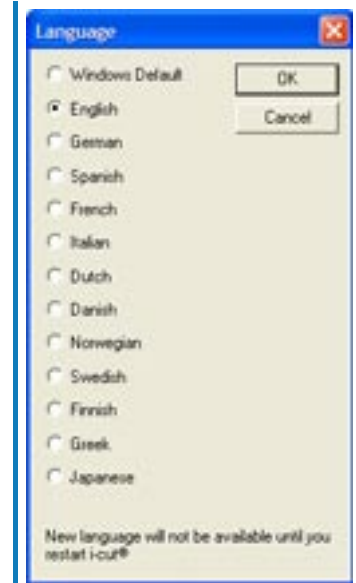 Language
Windows Default
OK
English
Cancel
German
Spanish
French
Italian
Dutch
Danish
Norwegian
Swedish
Finnish
Greek
Japanese
New language will not be available until you
restart i-cut®